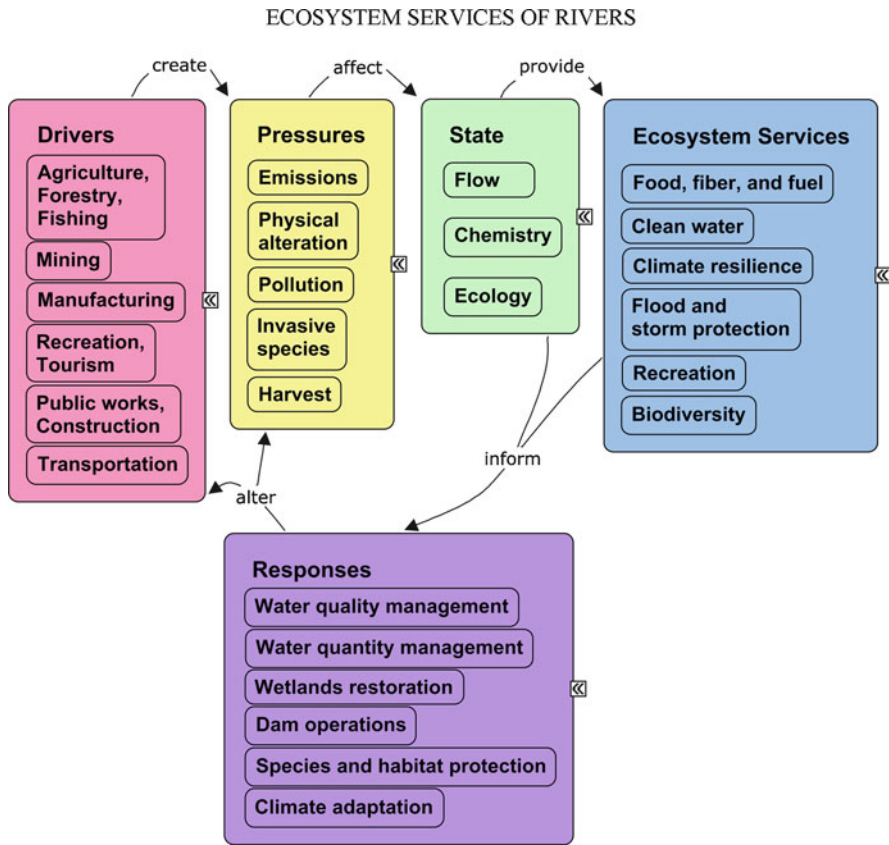 ECOSYSTEM SERVICES OF RIVERS
create
affect
provide
Drivers
Agriculture,
Forestry,
Fishing
Mining
Manufacturing
Recreation,
Tourism
Public works,
Construction
Transportation
Pressures
Emissions
Physical
alteration
Pollution
Invasive
species
Harvest
State
Flow
Chemistry
Ecology
Ecosystem Services
Food, fiber, and fuel
Clean water
Climate resilience
Flood and
storm protection
Recreation
Biodiversity
inform
alter
Responses
Water quality management
Water quantity management
Wetlands restoration
Dam operations
Species and habitat protection
Climate adaptation